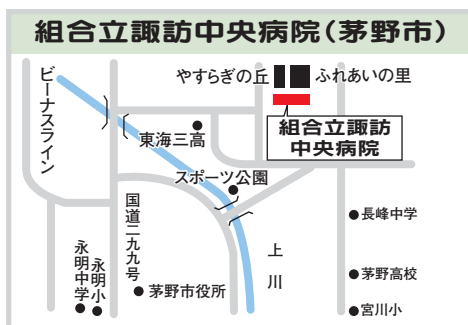 組合立諏訪中央病院（茅野市）
ビーナスライン
やすらぎの丘
ふれあいの里
東海三高
組合立諏訪
中央病院
スポーツ公園
国道二九九号
長峰中学
上川
永明中学
永明小
茅野市役所
茅野高校
宮川小